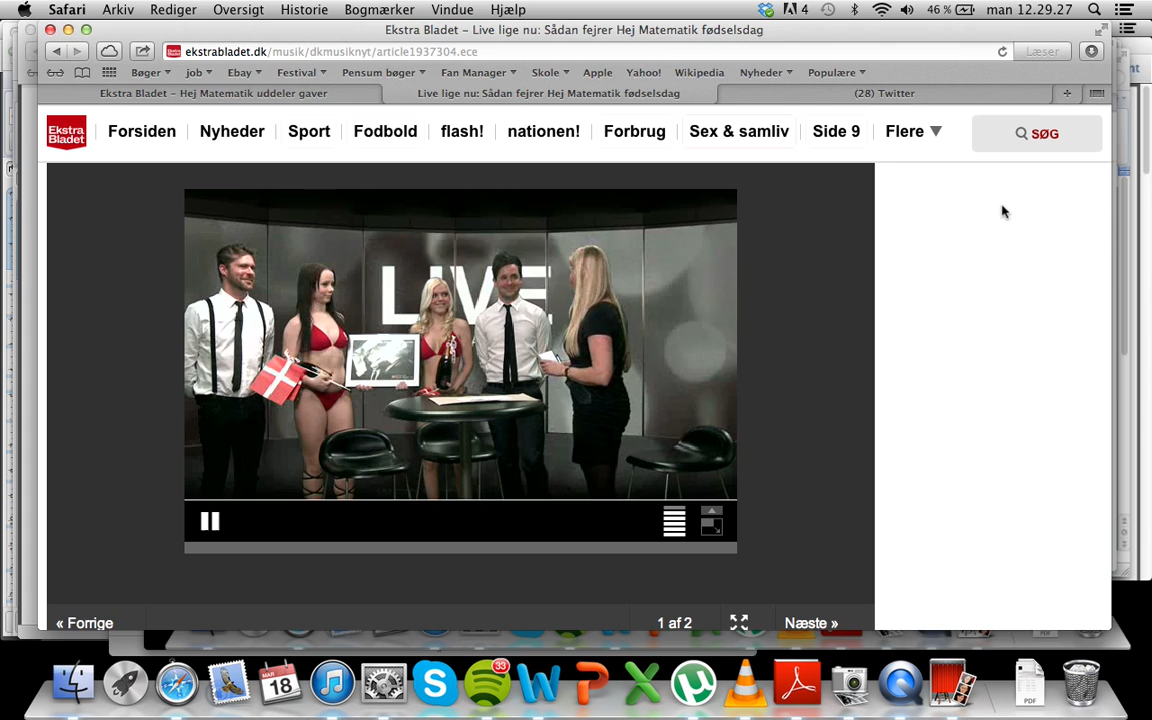 Safari Arkiv Rediger Oversigt Historie Bogmærker Vindue Hjælp 4 46 % man 12.29.27
Ekstra Bladet – Live lige nu: Sådan fejrer Hej Matematik fødselsdag
ekstrabladet.dk/musik/dkmusiknyt/article1937304.ece Læser
Bøger job Ebay Festival Pensum bøger Fan Manager Skole Apple Yahoo! Wikipedia Nyheder Populære
Ekstra Bladet – Hej Matematik uddeler gaver Live lige nu: Sådan fejrer Hej Matematik fødselsdag (28) Twitter
Ekstra
Bladet
Forsiden Nyheder Sport Fodbold flash! nationen! Forbrug Sex & samliv Side 9 Flere SØG
LIVE
« Forrige 1 af 2 Næste »
MAR
18
33
PDF